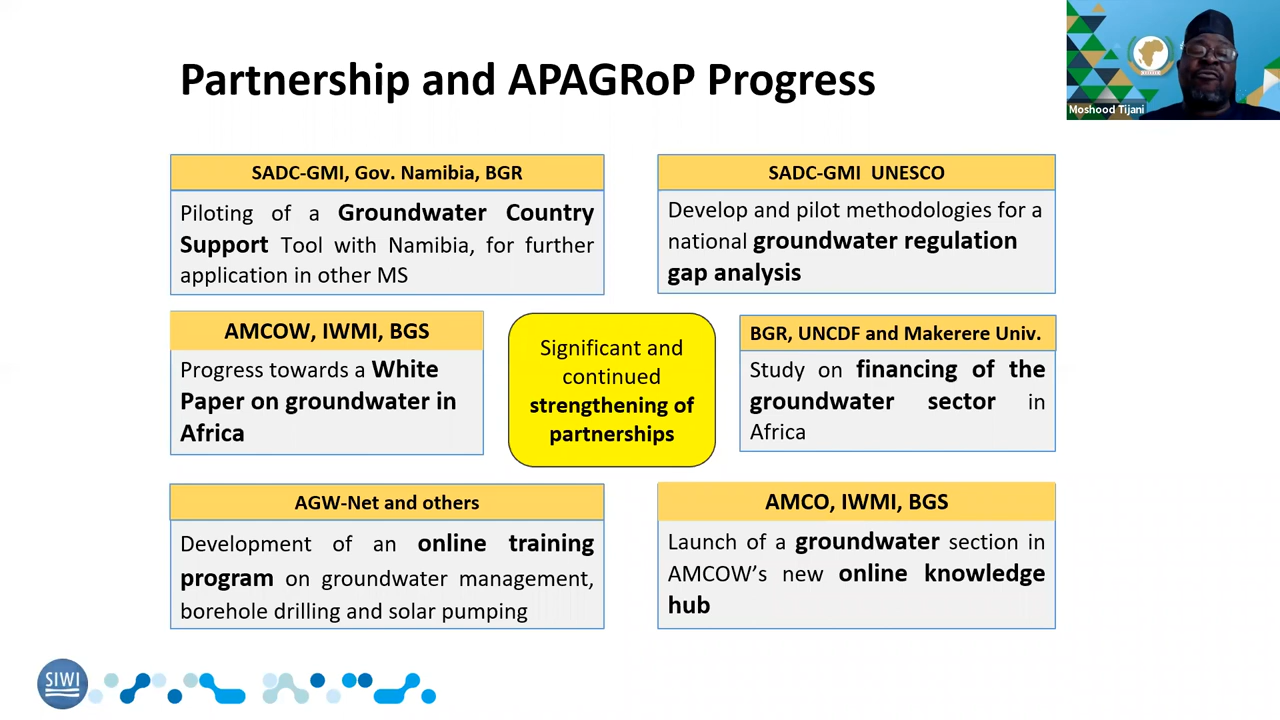 Partnership and APAGRoP Progress
Moshood Tijani
SADC-GMI, Gov. Namibia, BGR
Piloting of a Groundwater Country
Support Tool with Namibia, for further
application in other MS
SADC-GMI UNESCO
Develop and pilot methodologies for a
national groundwater regulation
gap analysis
AMCOW, IWMI, BGS
Progress towards a White
Paper on groundwater in
Africa
Significant and
continued
strengthening of
partnerships
BGR, UNCDF and Makerere Univ.
Study on financing of the
groundwater sector in
Africa
AGW-Net and others
Development of an online training
program on groundwater management,
borehole drilling and solar pumping
AMCO, IWMI, BGS
Launch of a groundwater section in
AMCOW’s new online knowledge
hub
SIWI